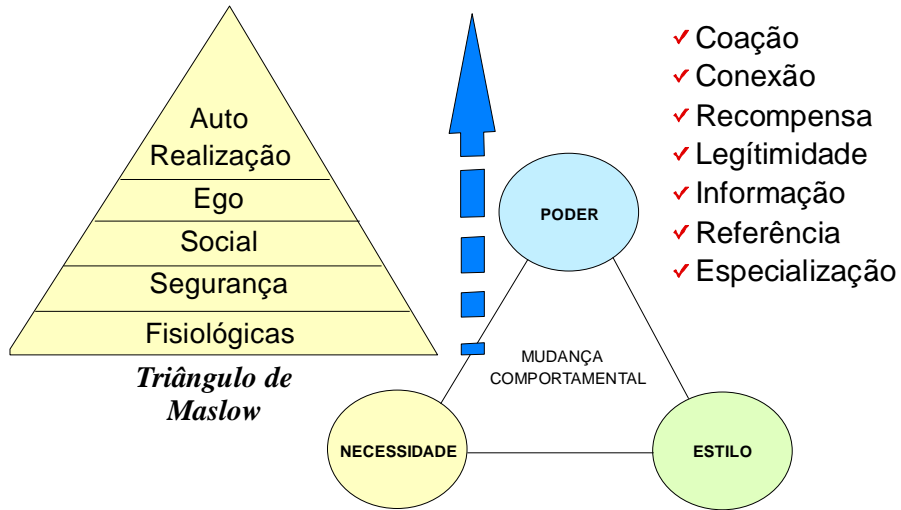 Auto
Realização
Ego
Social
Segurança
Fisiológicas
Triângulo de
Maslow
Coação
Conexão
Recompensa
Legítimidade
Informação
Referência
Especialização
PODER
MUDANÇA
COMPORTAMENTAL
NECESSIDADE
ESTILO